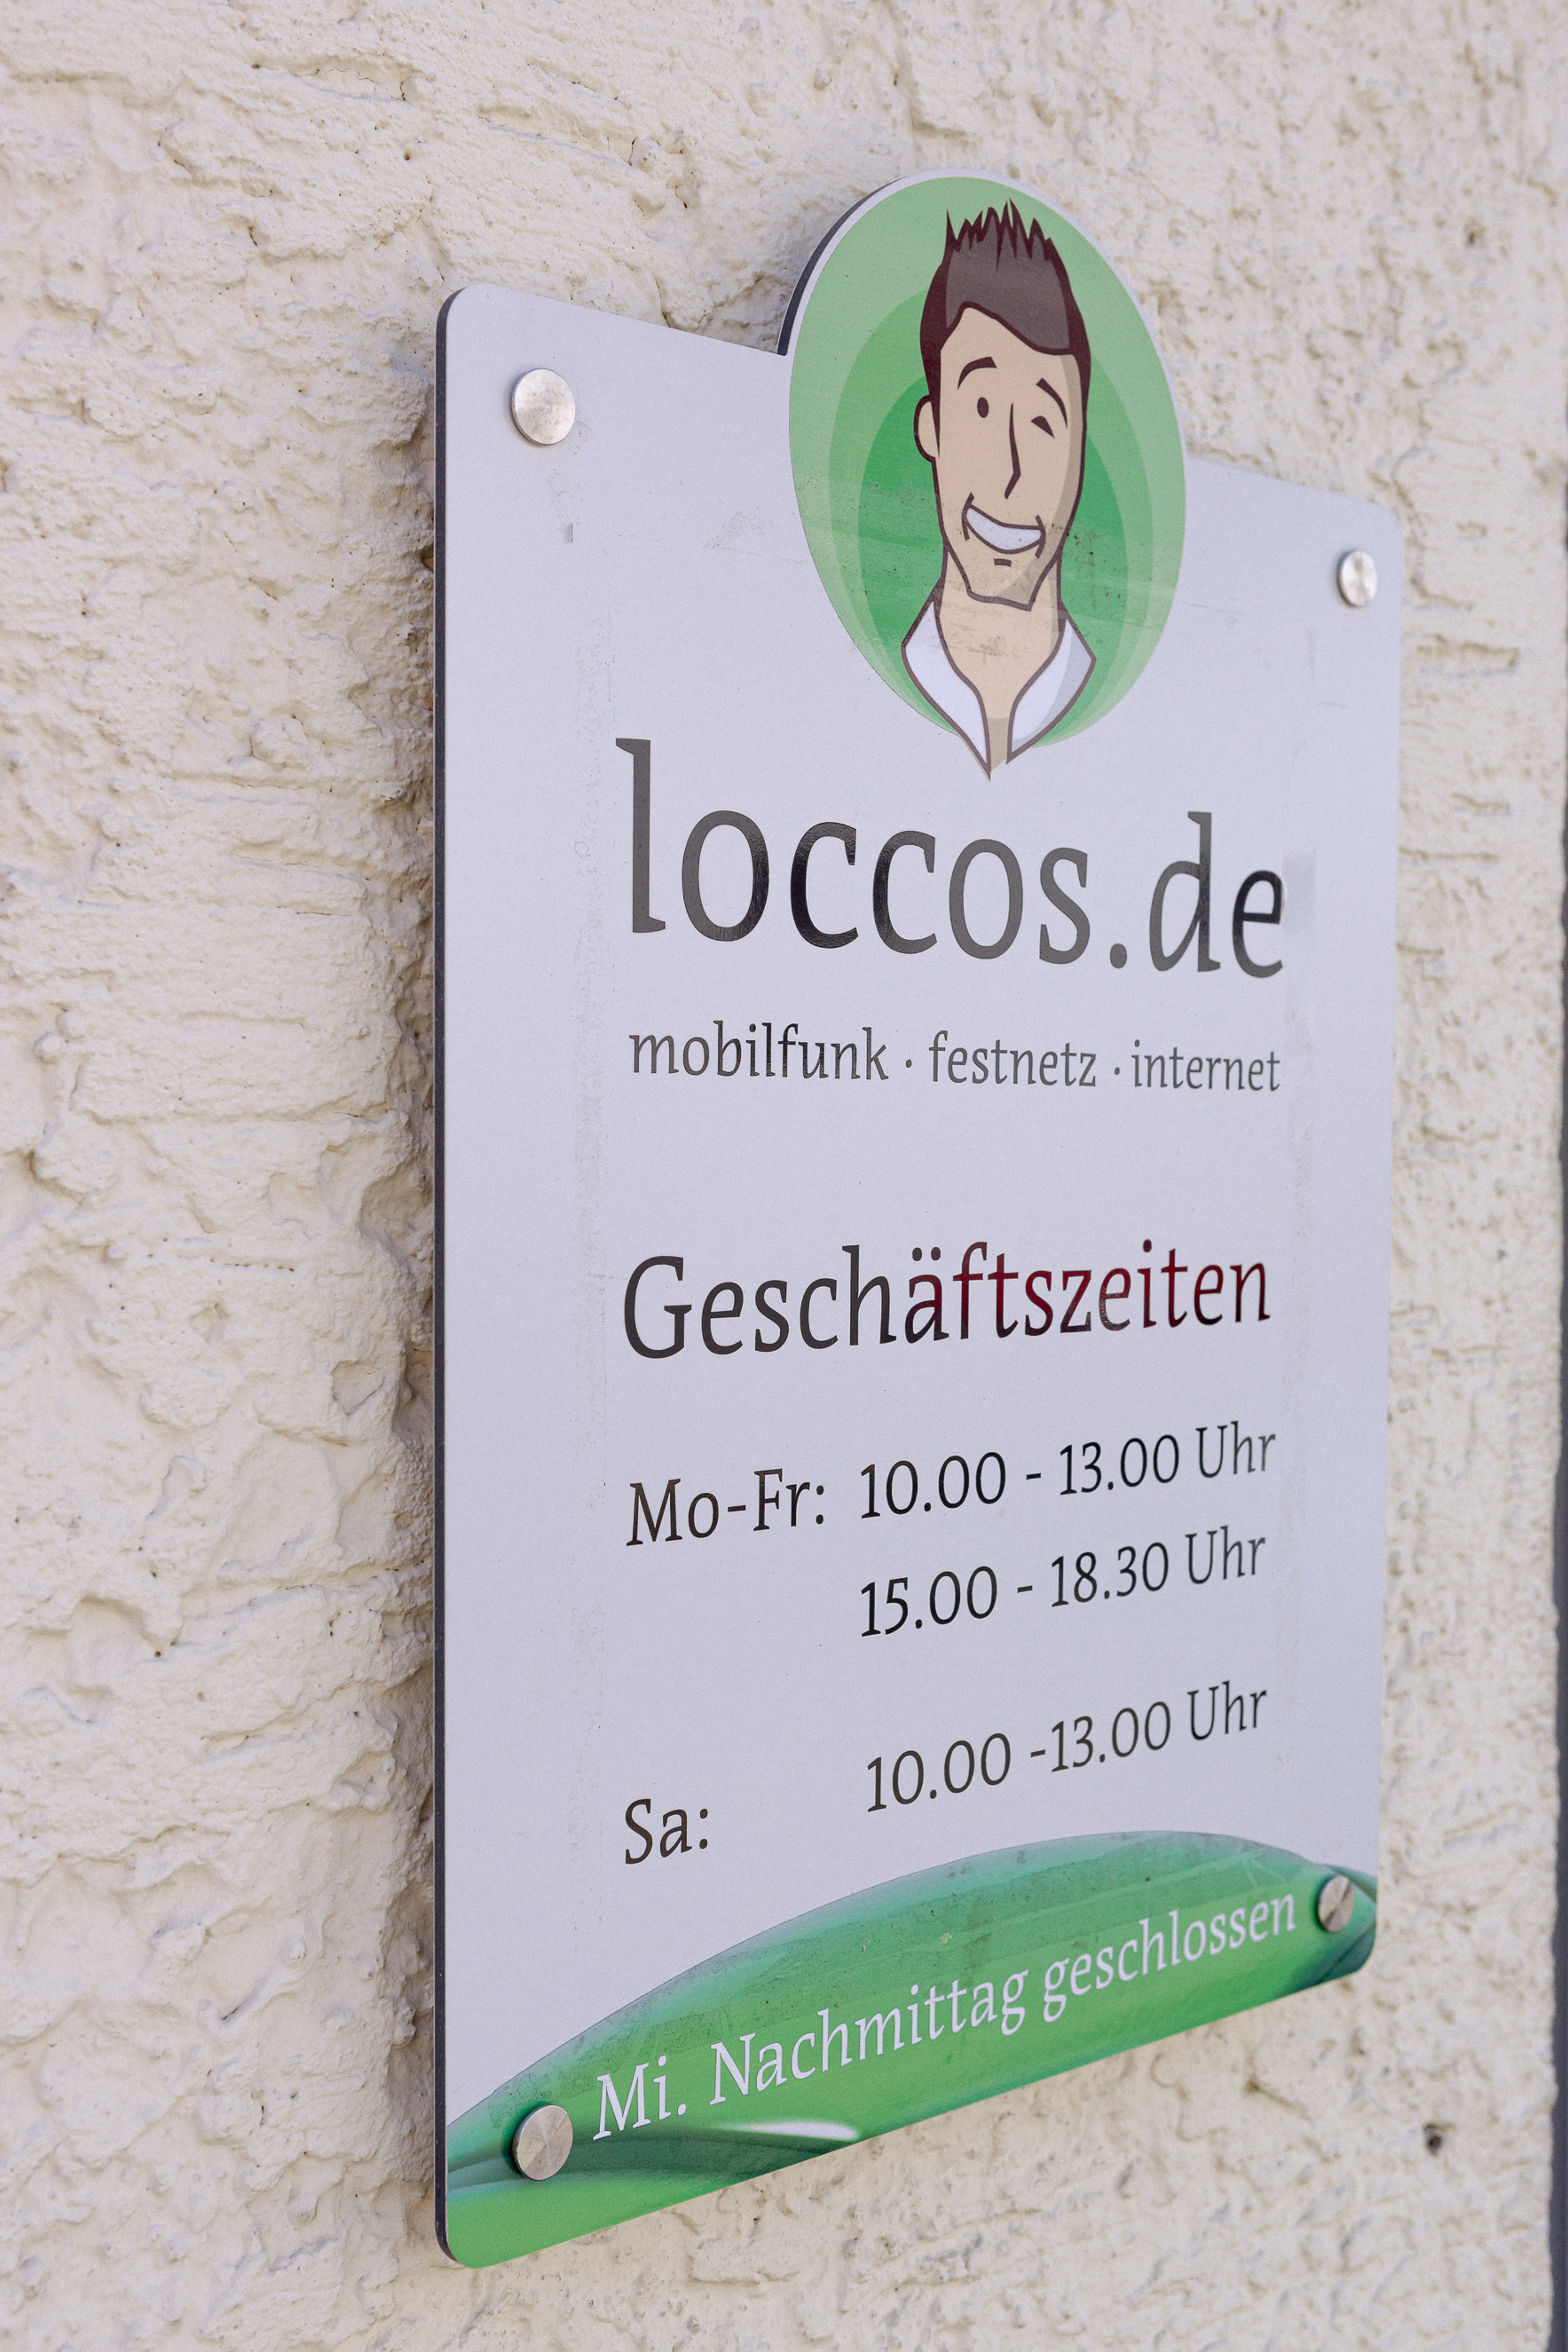 loccos.de
mobilfunk · festnetz · internet
Geschäftszeiten
Mo-Fr: 10.00 - 13.00 Uhr
15.00 - 18.30 Uhr
Sa: 10.00 -13.00 Uhr
Mi. Nachmittag geschlossen